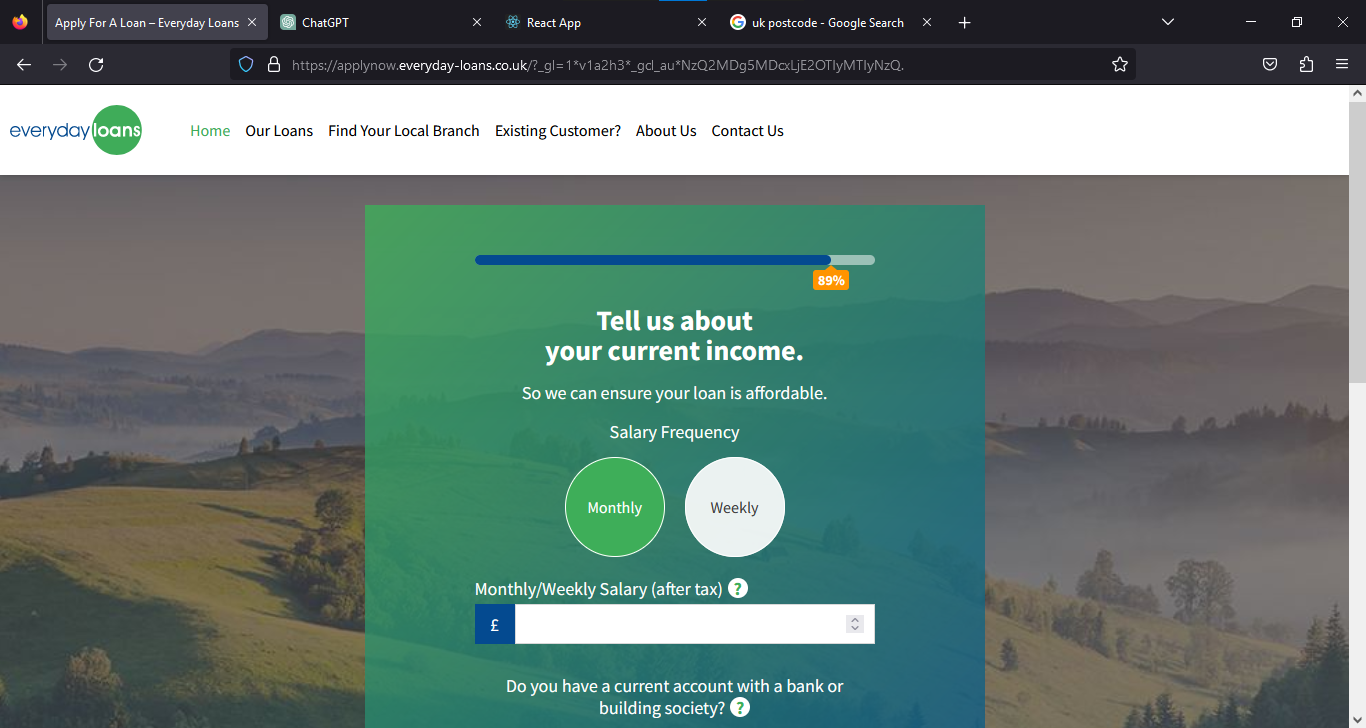 Apply For A Loan – Everyday Loans
ChatGPT
React App
uk postcode - Google Search
https://applynow.everyday-loans.co.uk/?_gl=1*v1a2h3*_gcl_au*NzQ2MDg5MDcxLjE2OTIyMTIyNzQ.
everyday loans
Home
Our Loans
Find Your Local Branch
Existing Customer?
About Us
Contact Us
89%
Tell us about
your current income.
So we can ensure your loan is affordable.
Salary Frequency
Monthly
Weekly
Monthly/Weekly Salary (after tax) ?
£
Do you have a current account with a bank or
building society? ?